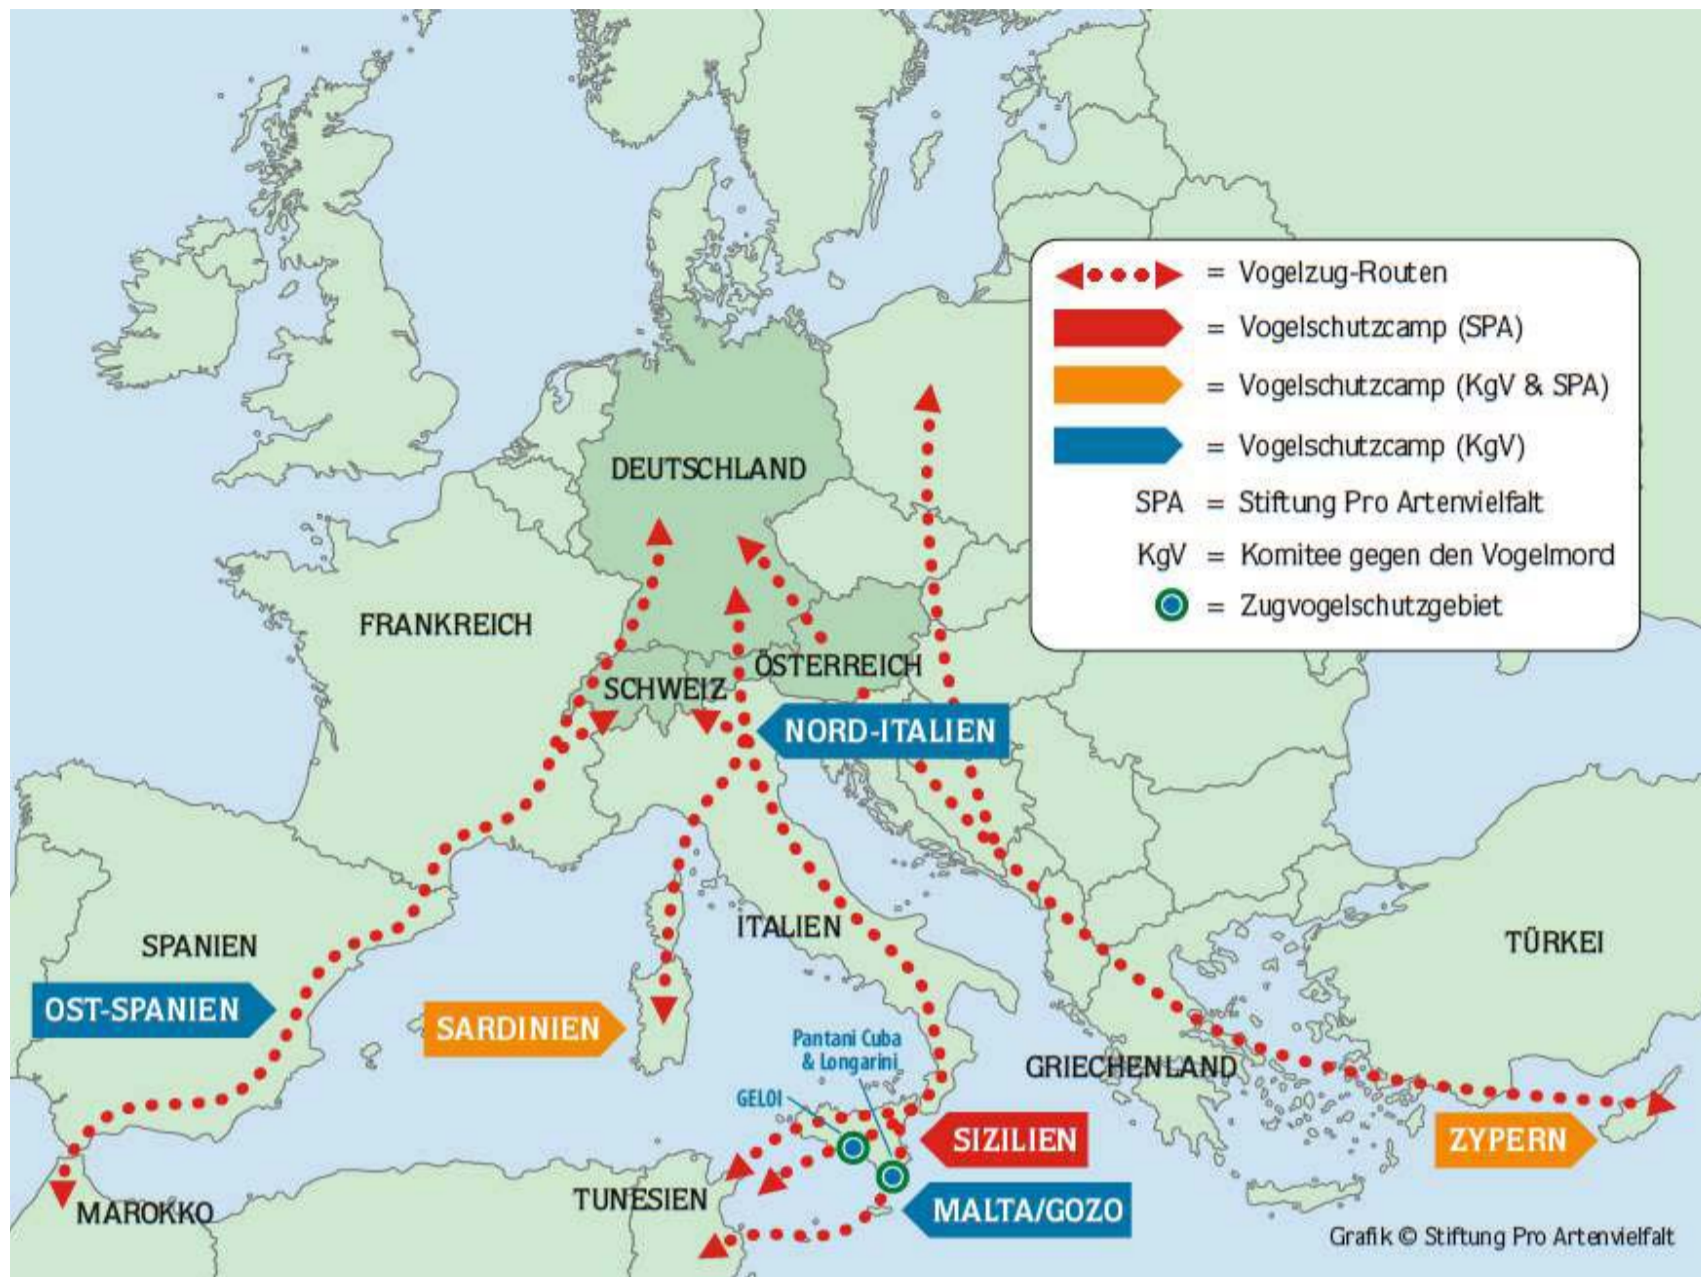 = Vogelzug-Routen
= Vogelschutzcamp (SPA)
= Vogelschutzcamp (KgV & SPA)
= Vogelschutzcamp (KgV)
SPA = Stiftung Pro Artenvielfalt
KgV = Komitee gegen den Vogelmord
= Zugvogelschutzgebiet
DEUTSCHLAND
FRANKREICH
ÖSTERREICH
SCHWEIZ
NORD-ITALIEN
ITALIEN
SPANIEN
TÜRKEI
OST-SPANIEN
SARDINIEN
Pantani Cuba
& Longarini
GRIECHENLAND
GELOI
SIZILIEN
ZYPERN
TUNESIEN
MAROKKO
MALTA/GOZO
Grafik © Stiftung Pro Artenvielfalt